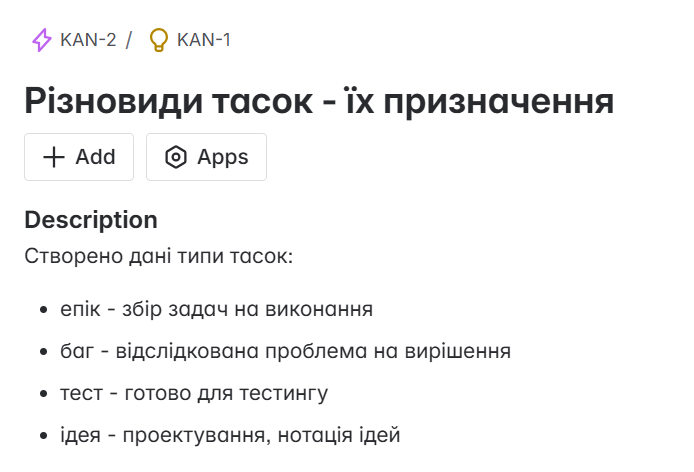 KAN-2 / KAN-1
Різновиди тасок - їх призначення
Add Apps
Description
Створено дані типи тасок:
епік - збір задач на виконання
баг - відслідкована проблема на вирішення
тест - готово для тестингу
ідея - проектування, нотація ідей